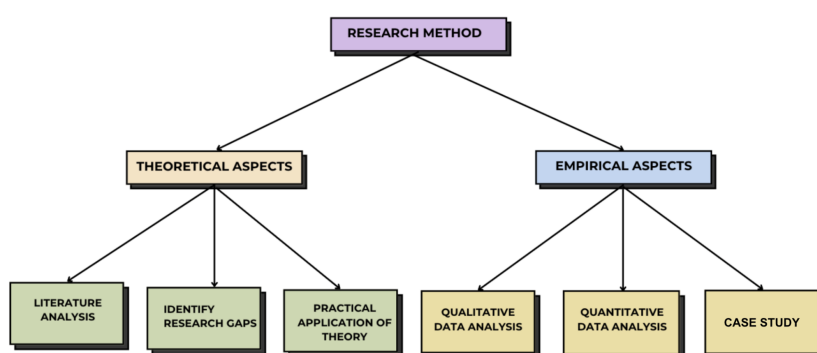 RESEARCH METHOD
THEORETICAL ASPECTS
EMPIRICAL ASPECTS
LITERATURE
ANALYSIS
IDENTIFY
RESEARCH GAPS
PRACTICAL
APPLICATION OF
THEORY
QUALITATIVE
DATA ANALYSIS
QUANTITATIVE
DATA ANALYSIS
CASE STUDY